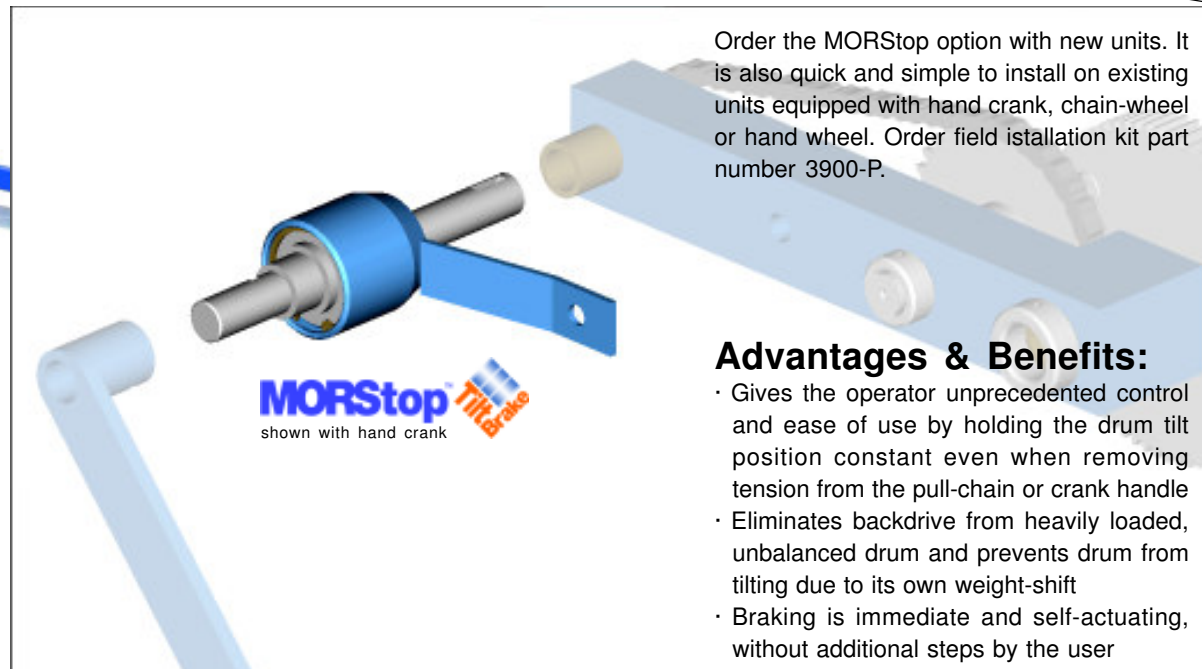 Order the MORStop option with new units. It
is also quick and simple to install on existing
units equipped with hand crank, chain-wheel
or hand wheel. Order field istallation kit part
number 3900-P.
MORStop™ Tilt Brake
shown with hand crank
Advantages & Benefits:
· Gives the operator unprecedented control
and ease of use by holding the drum tilt
position constant even when removing
tension from the pull-chain or crank handle
· Eliminates backdrive from heavily loaded,
unbalanced drum and prevents drum from
tilting due to its own weight-shift
· Braking is immediate and self-actuating,
without additional steps by the user